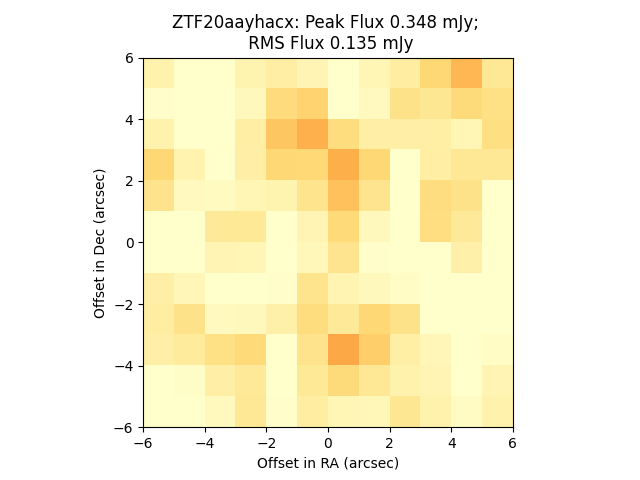 ZTF20aayhacx: Peak Flux 0.348 mJy;
RMS Flux 0.135 mJy
6
4
2
0
−2
−4
−6
Offset in Dec (arcsec)
−6 −4 −2 0 2 4 6
Offset in RA (arcsec)